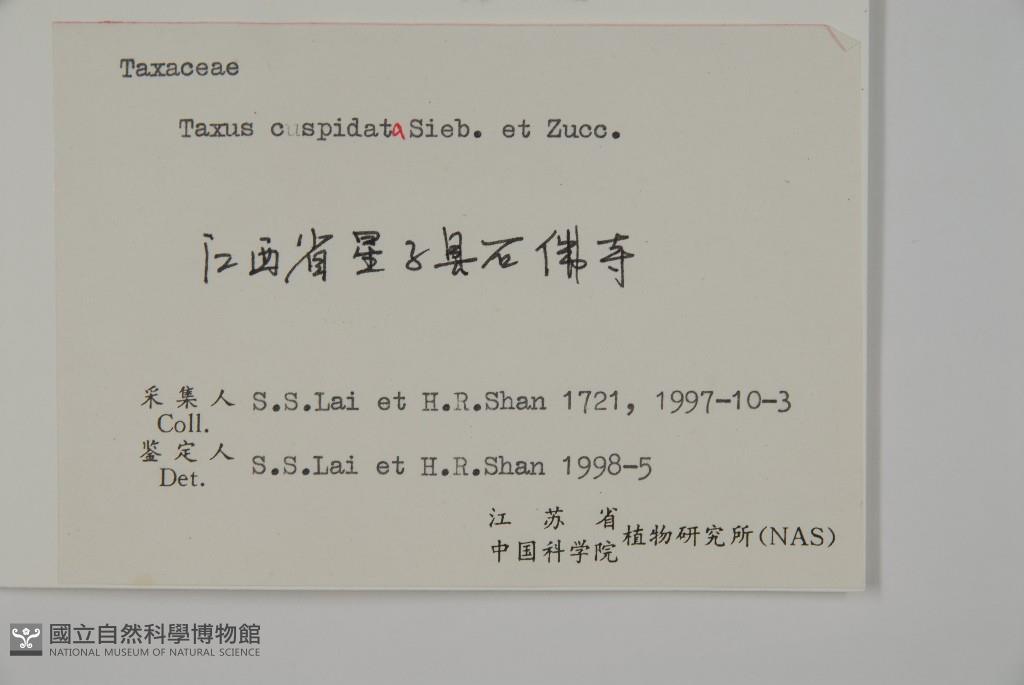 Taxaceae
Taxus cuspidata Sieb. et Zucc.
江西省星子县石佛寺
采集人 S.S.Lai et H.R.Shan 1721, 1997-10-3
Coll.
鉴定人 S.S.Lai et H.R.Shan 1998-5
Det.
江苏省
中国科学院 植物研究所(NAS)
國立自然科學博物館
NATIONAL MUSEUM OF NATURAL SCIENCE